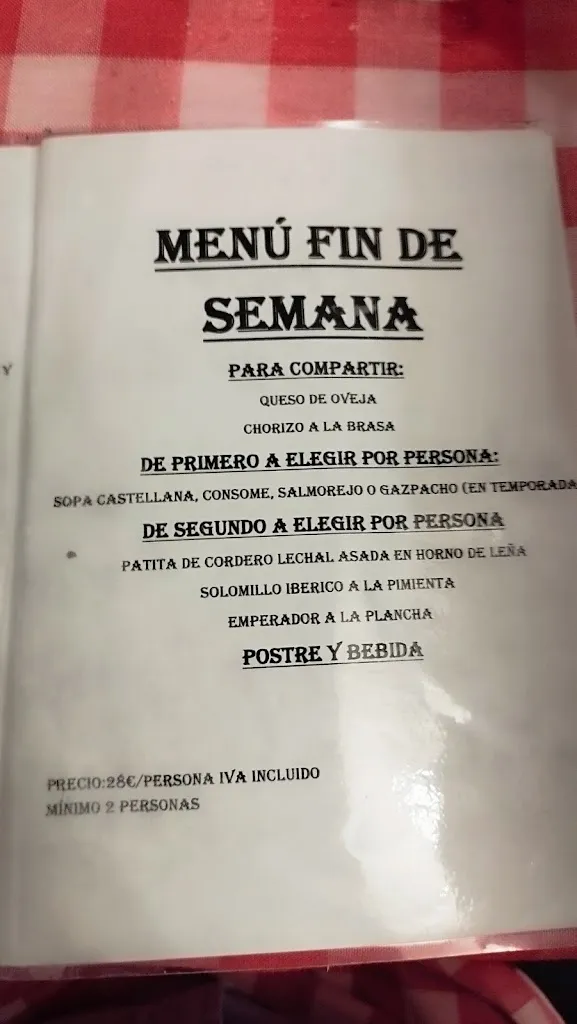 MENÚ FIN DE
SEMANA
PARA COMPARTIR:
QUESO DE OVEJA
CHORIZO A LA BRASA
DE PRIMERO A ELEGIR POR PERSONA:
SOPA CASTELLANA, CONSOME, SALMOREJO O GAZPACHO (EN TEMPORADA
DE SEGUNDO A ELEGIR POR PERSONA
PATITA DE CORDERO LECHAL ASADA EN HORNO DE LEÑA
SOLOMILLO IBERICO A LA PIMIENTA
EMPERADOR A LA PLANCHA
POSTRE Y BEBIDA
PRECIO:28€/PERSONA IVA INCLUIDO
MÍNIMO 2 PERSONAS
Y